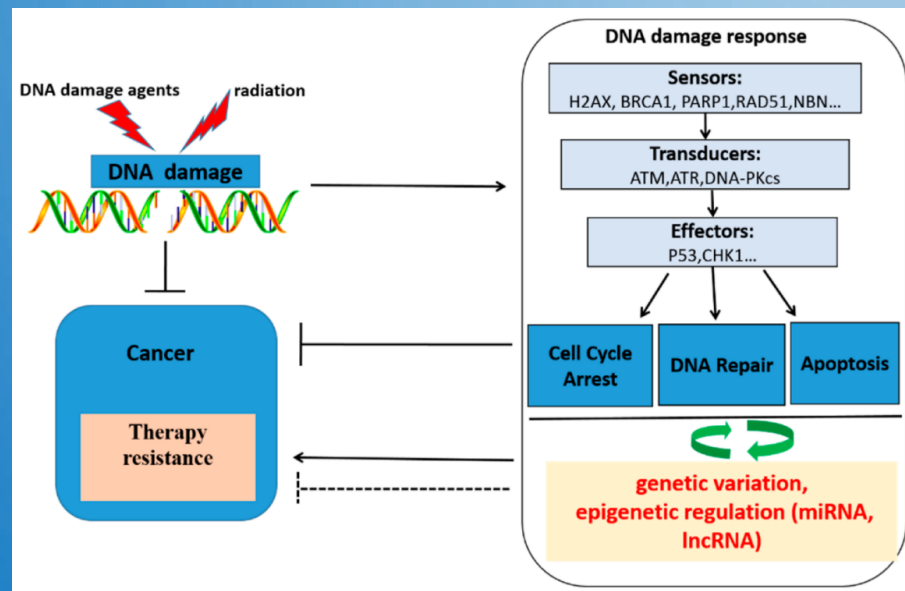 DNA damage response
Sensors:
H2AX, BRCA1, PARP1,RAD51,NBN...
Transducers:
ATM,ATR,DNA-PKcs
Effectors:
P53,CHK1...
Cell Cycle
Arrest
DNA Repair
Apoptosis
genetic variation,
epigenetic regulation (miRNA,
lncRNA)
DNA damage agents
radiation
DNA damage
Cancer
Therapy
resistance